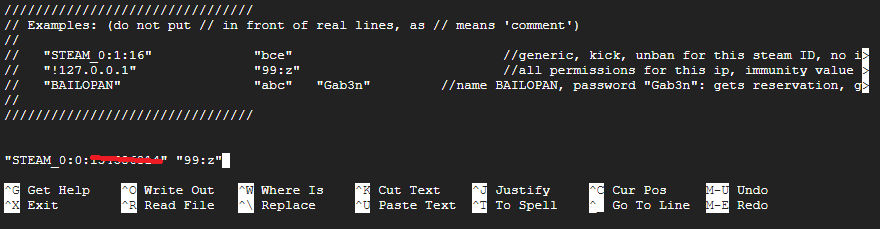 ////////////////////////////////
// Examples: (do not put // in front of real lines, as // means 'comment')
//
// "STEAM_0:1:16" "bce" //generic, kick, unban for this steam ID, no i>
// "!127.0.0.1" "99:z" //all permissions for this ip, immunity value >
// "BAILOPAN" "abc" "Gab3n" //name BAILOPAN, password "Gab3n": gets reservation, g>
//
////////////////////////////////
"STEAM_0:0: " "99:z"
^G Get Help ^O Write Out ^W Where Is ^K Cut Text ^J Justify ^C Cur Pos M-U Undo
^X Exit ^R Read File ^\ Replace ^U Paste Text ^T To Spell ^_ Go To Line M-E Redo